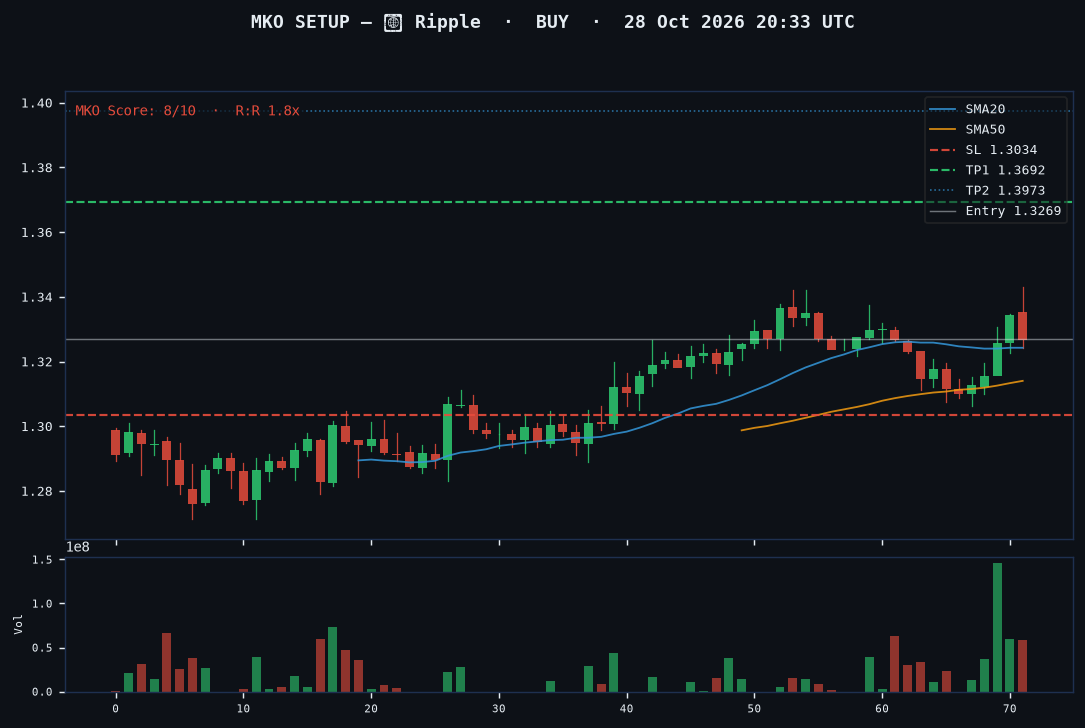 MKO SETUP — 🌐 Ripple · BUY · 28 Oct 2026 20:33 UTC
MKO Score: 8/10 · R:R 1.8x
SMA20
SMA50
SL 1.3034
TP1 1.3692
TP2 1.3973
Entry 1.3269
1.40
1.38
1.36
1.34
1.32
1.30
1.28
1e8
1.5
1.0
0.5
0.0
Vol
0 10 20 30 40 50 60 70